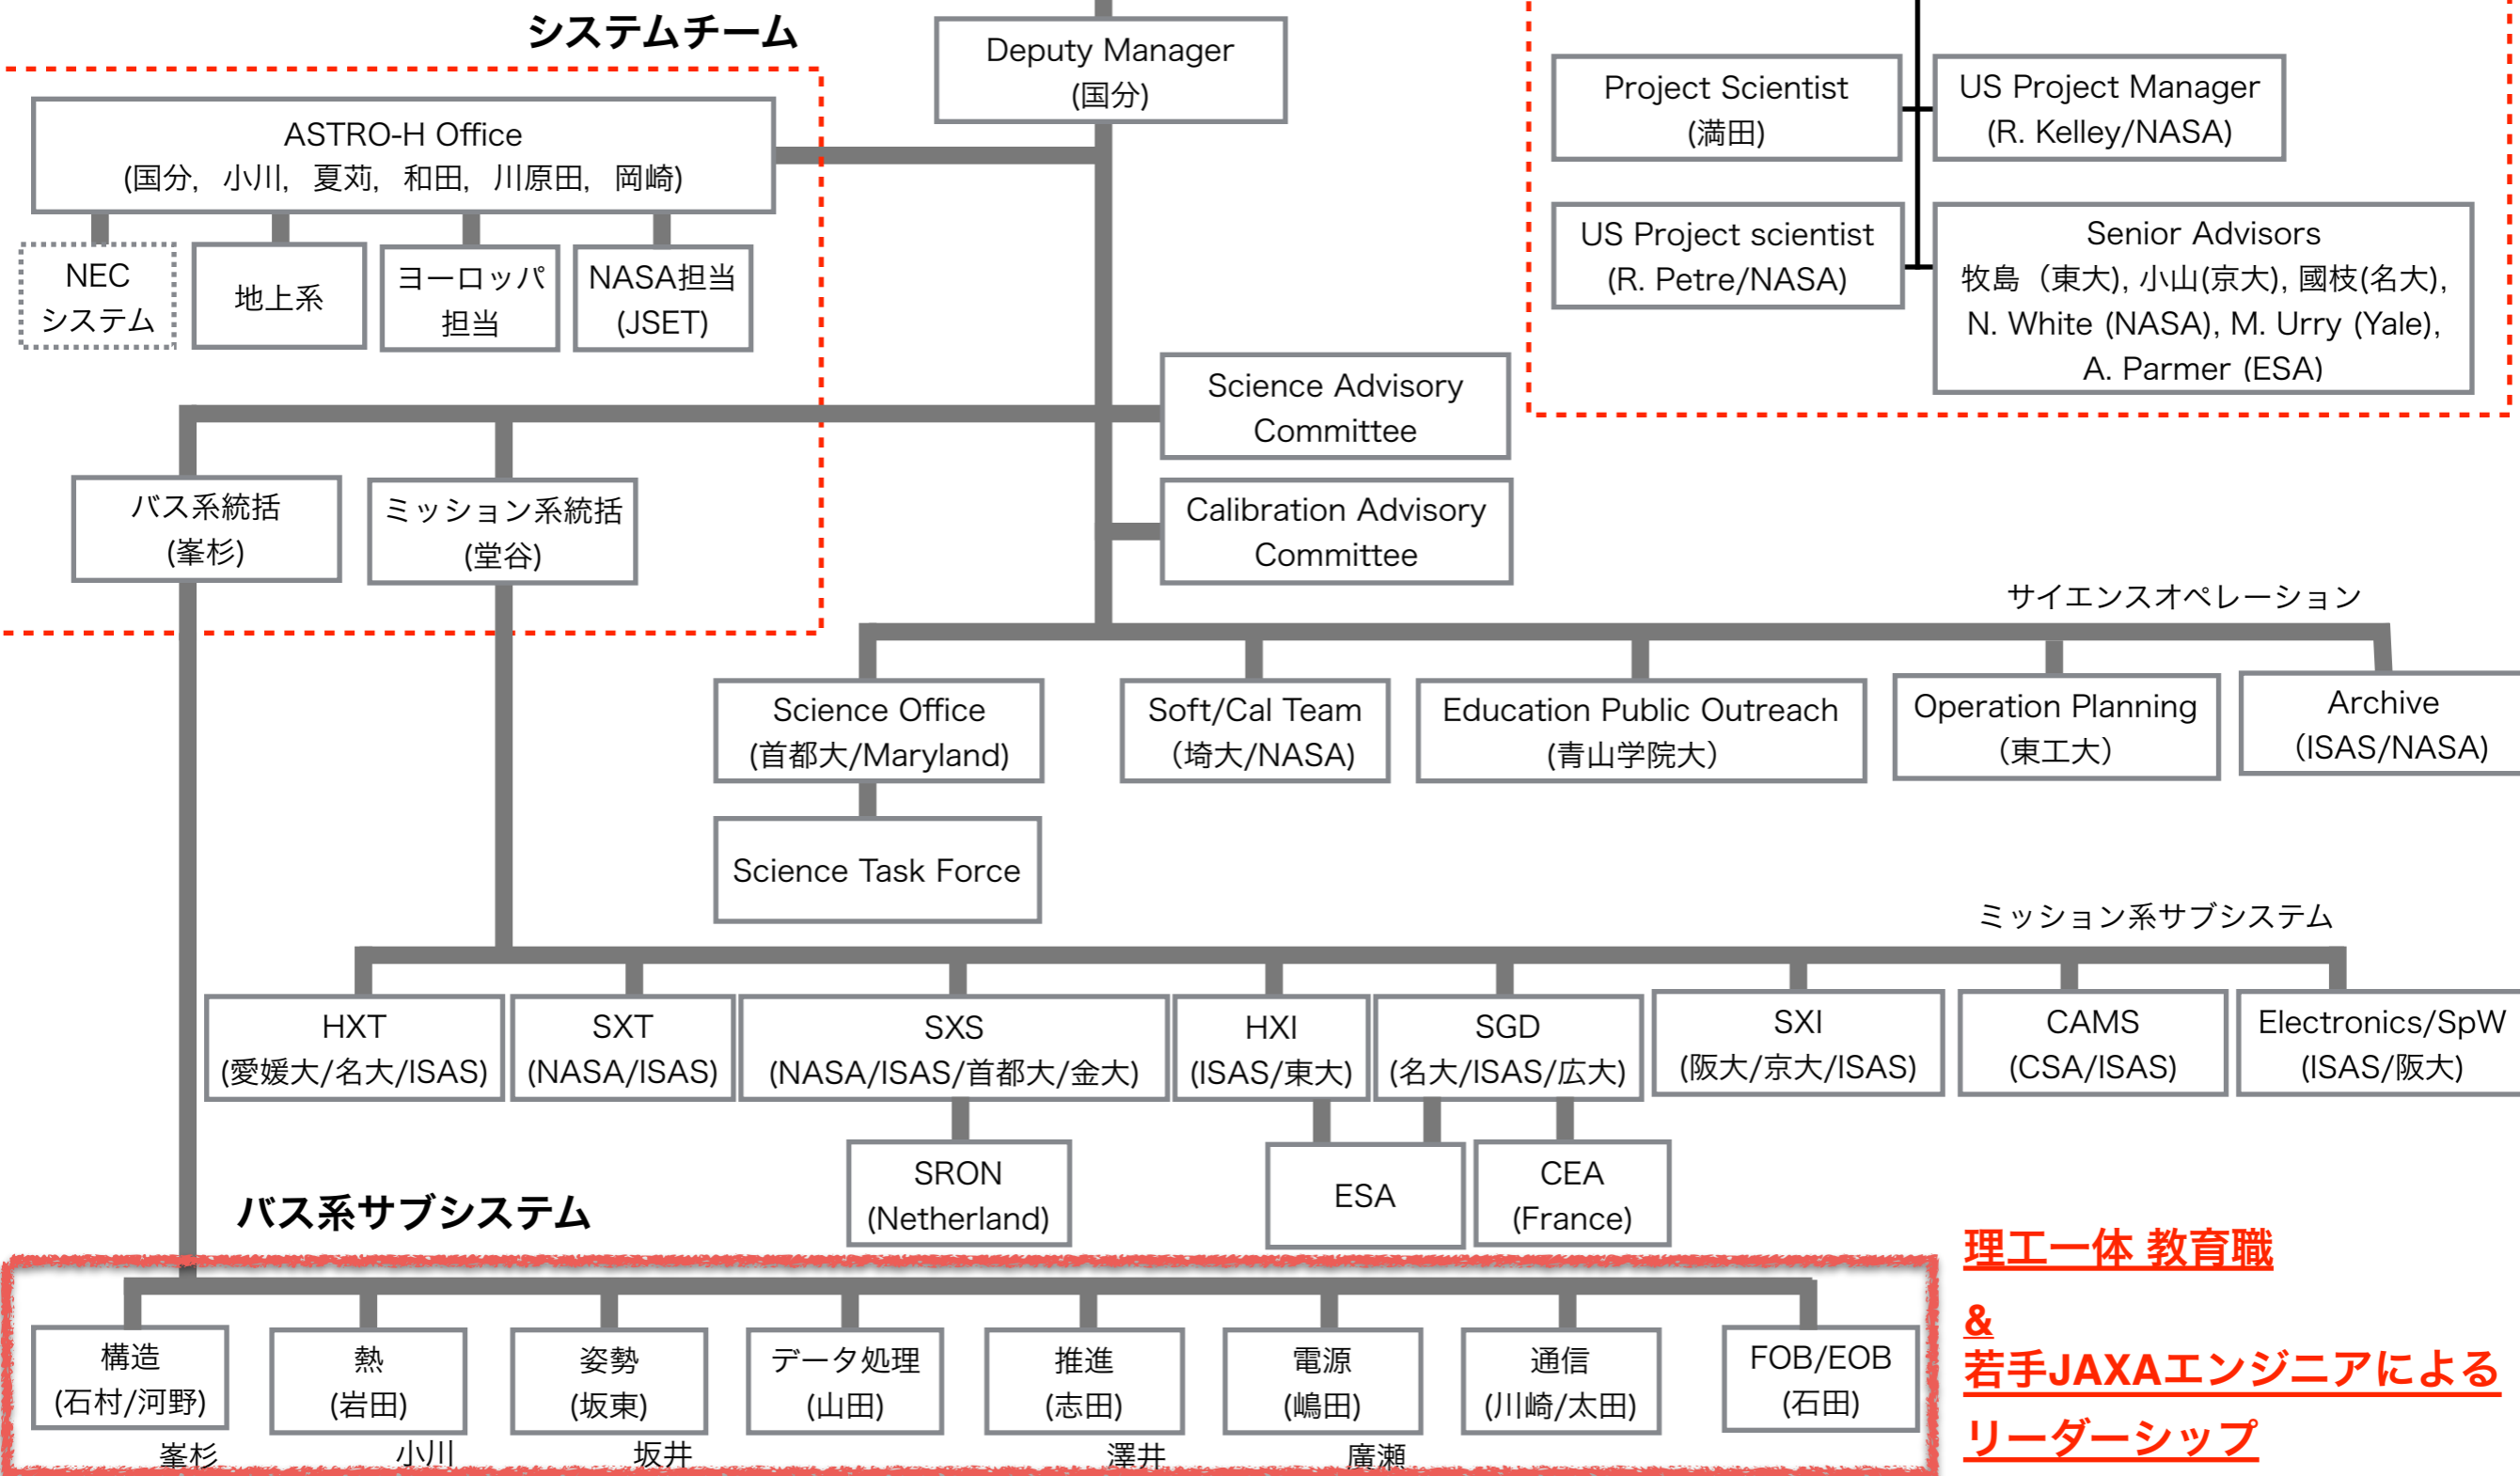 システムチーム
Deputy Manager
(国分)
Project Scientist
(満田)
US Project Manager
(R. Kelley/NASA)
ASTRO-H Office
(国分, 小川, 夏苅, 和田, 川原田, 岡崎)
US Project scientist
(R. Petre/NASA)
Senior Advisors
牧島（東大), 小山(京大), 國枝(名大),
N. White (NASA), M. Urry (Yale),
A. Parmer (ESA)
NEC
システム
地上系
ヨーロッパ
担当
NASA担当
(JSET)
Science Advisory
Committee
バス系統括
(峯杉)
ミッション系統括
(堂谷)
Calibration Advisory
Committee
サイエンスオペレーション
Science Office
(首都大/Maryland)
Soft/Cal Team
（埼大/NASA)
Education Public Outreach
(青山学院大）
Operation Planning
（東工大）
Archive
（ISAS/NASA)
Science Task Force
ミッション系サブシステム
HXT
(愛媛大/名大/ISAS)
SXT
(NASA/ISAS)
SXS
(NASA/ISAS/首都大/金大)
HXI
(ISAS/東大)
SGD
(名大/ISAS/広大)
SXI
(阪大/京大/ISAS)
CAMS
(CSA/ISAS)
Electronics/SpW
(ISAS/阪大)
SRON
(Netherland)
ESA
CEA
(France)
バス系サブシステム
構造
(石村/河野)
峯杉
熱
(岩田)
小川
姿勢
(坂東)
坂井
データ処理
(山田)
推進
(志田)
澤井
電源
(嶋田)
廣瀬
通信
(川崎/太田)
FOB/EOB
(石田)
理工一体 教育職
&
若手JAXAエンジニアによる
リーダーシップ